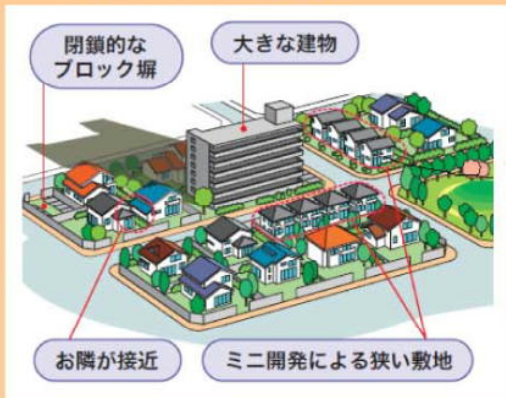 閉鎖的な
ブロック塀
大きな建物
お隣が接近
ミニ開発による狭い敷地